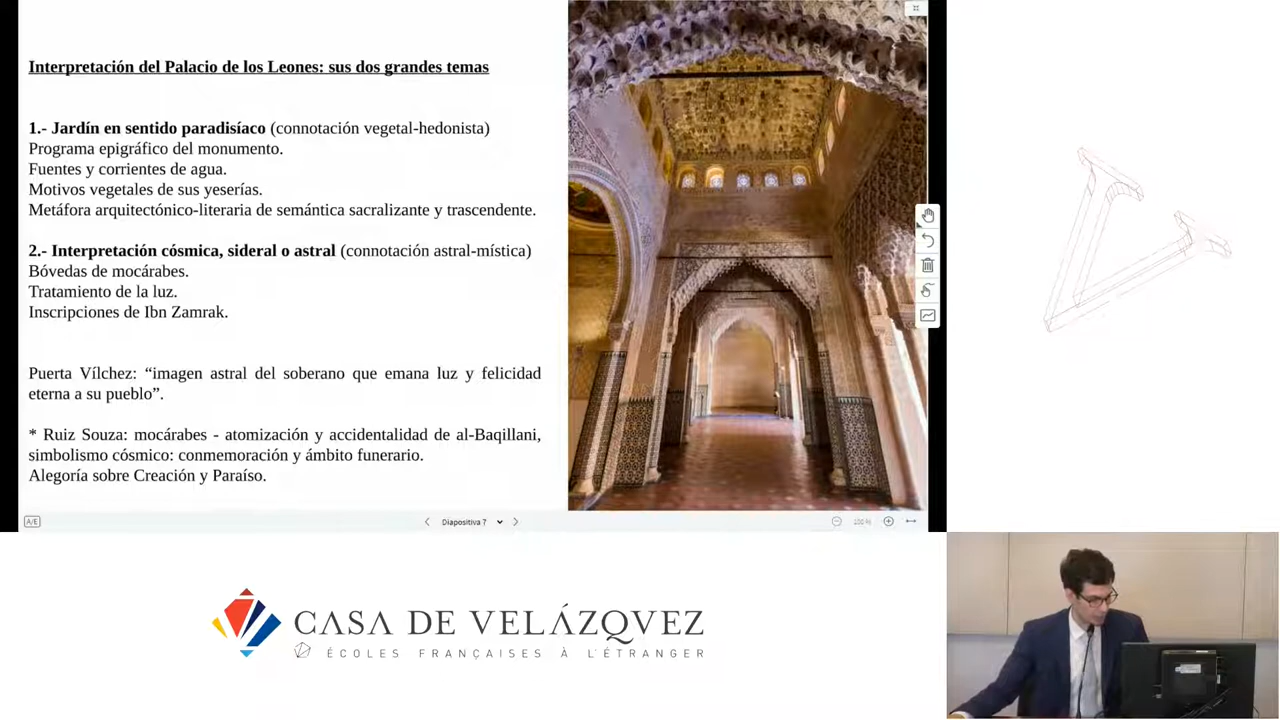 Interpretación del Palacio de los Leones: sus dos grandes temas
1.- Jardín en sentido paradisíaco (connotación vegetal-hedonista)
Programa epigráfico del monumento.
Fuentes y corrientes de agua.
Motivos vegetales de sus yeserías.
Metáfora arquitectónico-literaria de semántica sacralizante y trascendente.
2.- Interpretación cósmica, sideral o astral (connotación astral-mística)
Bóvedas de mocárabes.
Tratamiento de la luz.
Inscripciones de Ibn Zamrak.
Puerta Vílchez: “imagen astral del soberano que emana luz y felicidad
eterna a su pueblo”.
* Ruiz Souza: mocárabes - atomización y accidentalidad de al-Baqillani,
simbolismo cósmico: conmemoración y ámbito funerario.
Alegoría sobre Creación y Paraíso.
A/E
Diapositiva 7
100 %
CASA DE VELÁZQVEZ
ÉCOLES FRANÇAISES À L'ÉTRANGER